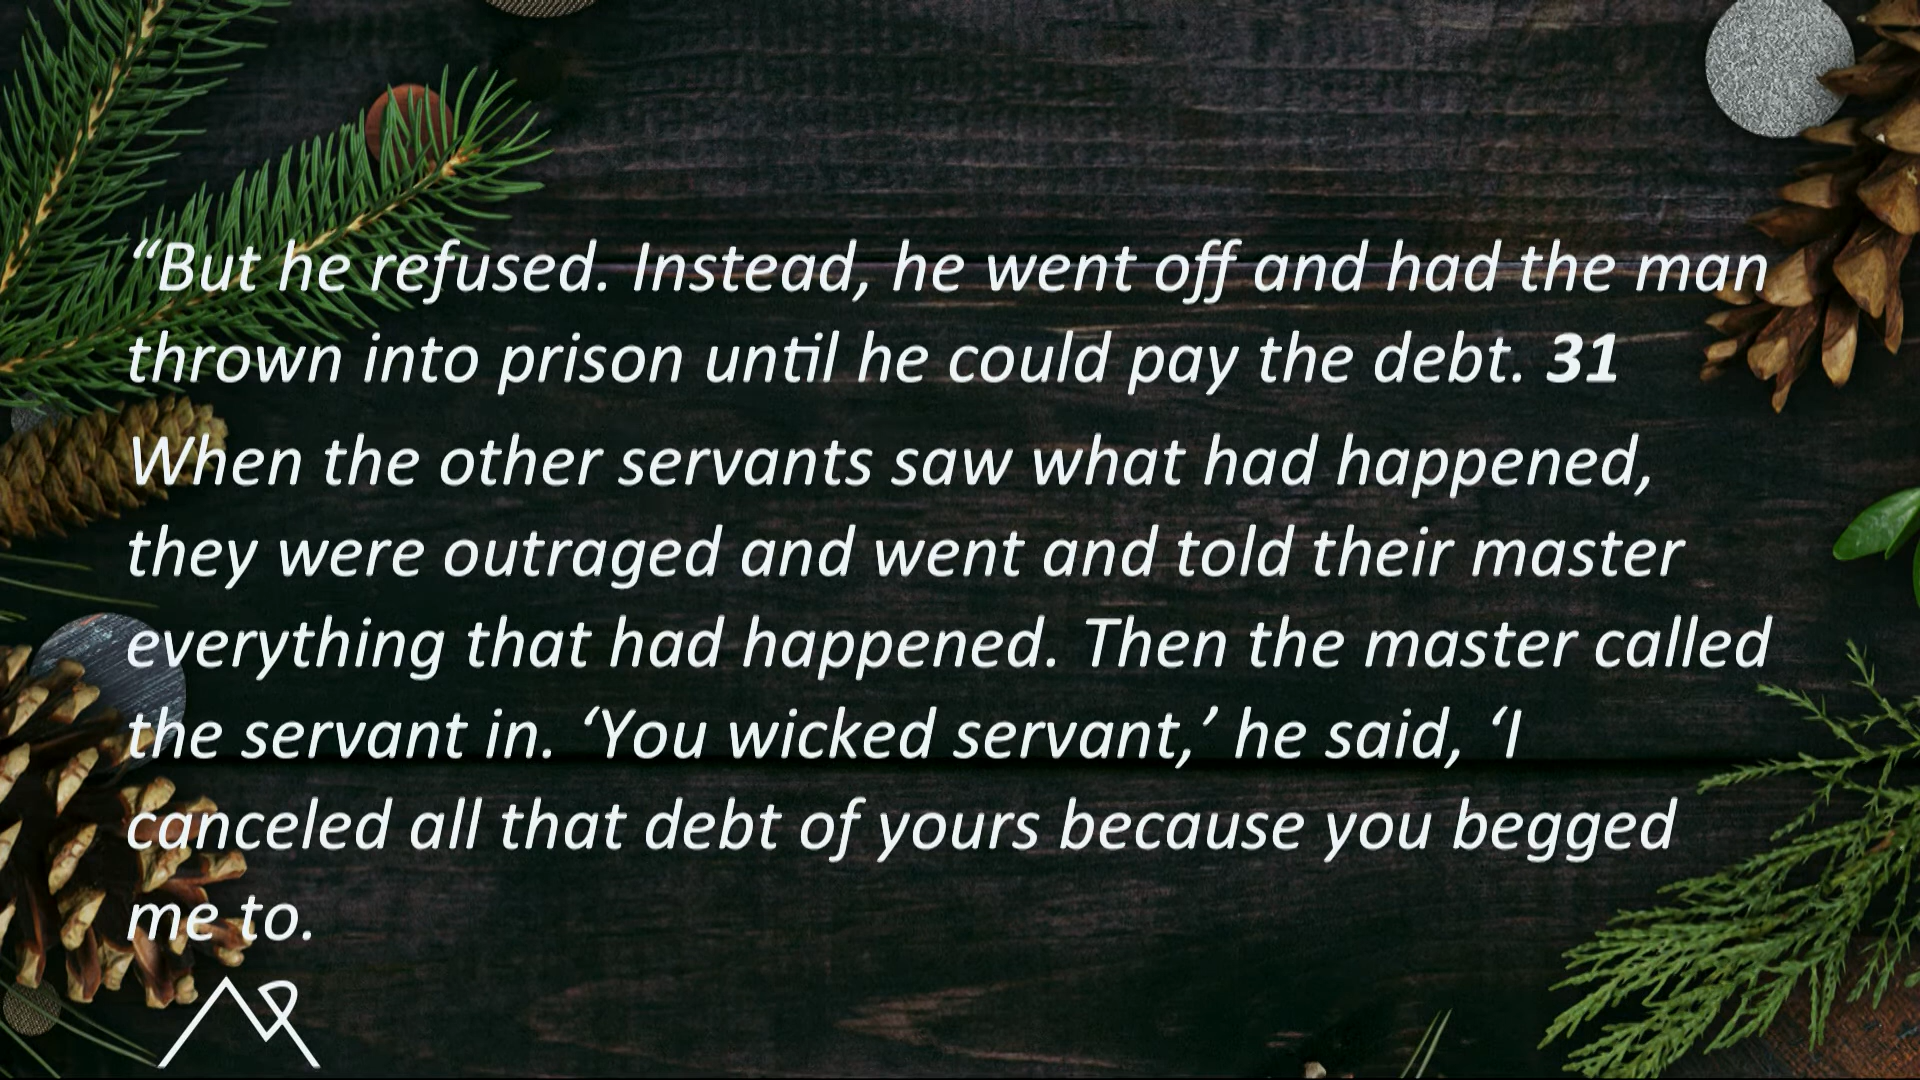 “But he refused. Instead, he went off and had the man
thrown into prison until he could pay the debt. 31
When the other servants saw what had happened,
they were outraged and went and told their master
everything that had happened. Then the master called
the servant in. ‘You wicked servant,’ he said, ‘I
canceled all that debt of yours because you begged
me to.